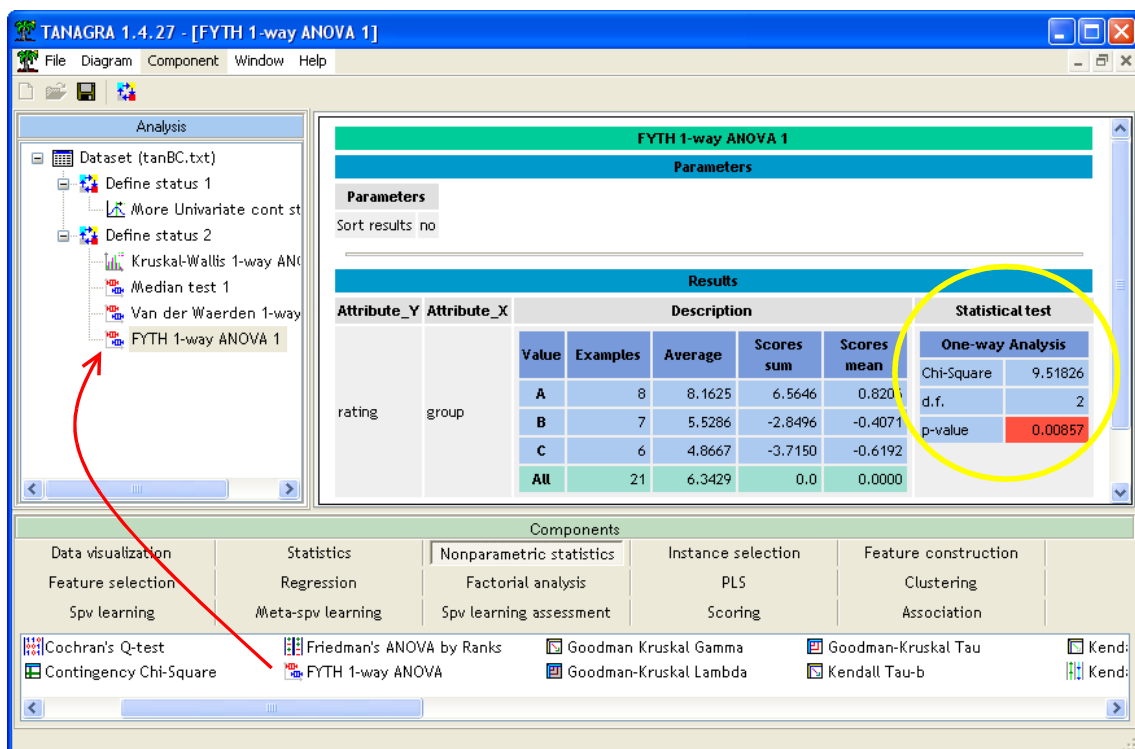 TANAGRA 1.4.27 - [FYTH 1-way ANOVA 1]
File Diagram Component Window Help
Analysis
Dataset (tanBC.txt)
Define status 1
More Univariate cont st
Define status 2
Kruskal-Wallis 1-way AN
Median test 1
Van der Waerden 1-way
FYTH 1-way ANOVA 1
FYTH 1-way ANOVA 1
Parameters
Parameters
Sort results no
Results
Attribute_Y Attribute_X Description Statistical test
Value Examples Average Scores sum Scores mean
One-way Analysis
Chi-Square 9.51826
d.f. 2
p-value 0.00857
rating group
A 8 8.1625 6.5646 0.820
B 7 5.5286 -2.8496 -0.4071
C 6 4.8667 -3.7150 -0.6192
All 21 6.3429 0.0 0.0000
Components
Data visualization Statistics Nonparametric statistics Instance selection Feature construction
Feature selection Regression Factorial analysis PLS Clustering
Spv learning Meta-spv learning Spv learning assessment Scoring Association
Cochran's Q-test Friedman's ANOVA by Ranks Goodman Kruskal Gamma Goodman-Kruskal Tau Kend
Contingency Chi-Square FYTH 1-way ANOVA Goodman-Kruskal Lambda Kendall Tau-b Kend